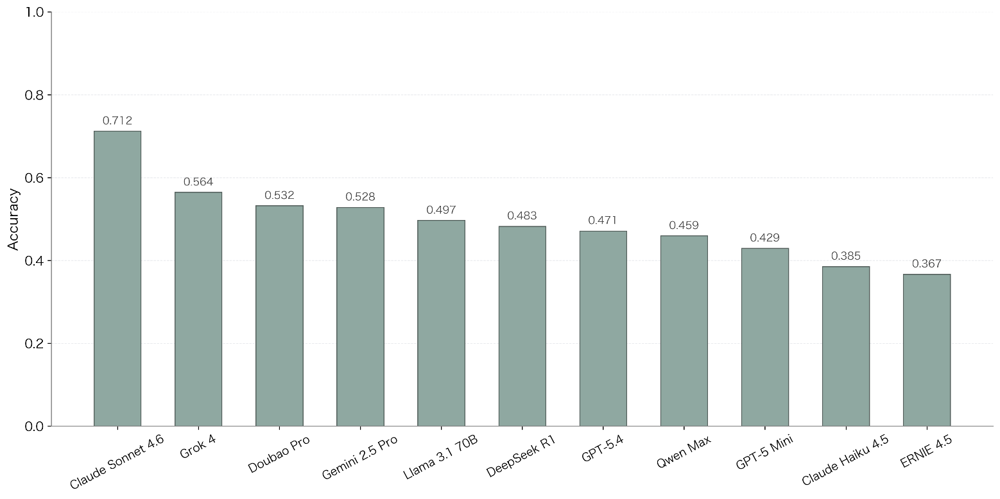 Accuracy
1.0
0.8
0.6
0.4
0.2
0.0
0.712
0.564
0.532
0.528
0.497
0.483
0.471
0.459
0.429
0.385
0.367
Claude Sonnet 4.6
Grok 4
Doubao Pro
Gemini 2.5 Pro
Llama 3.1 70B
DeepSeek R1
GPT-5.4
Qwen Max
GPT-5 Mini
Claude Haiku 4.5
ERNIE 4.5